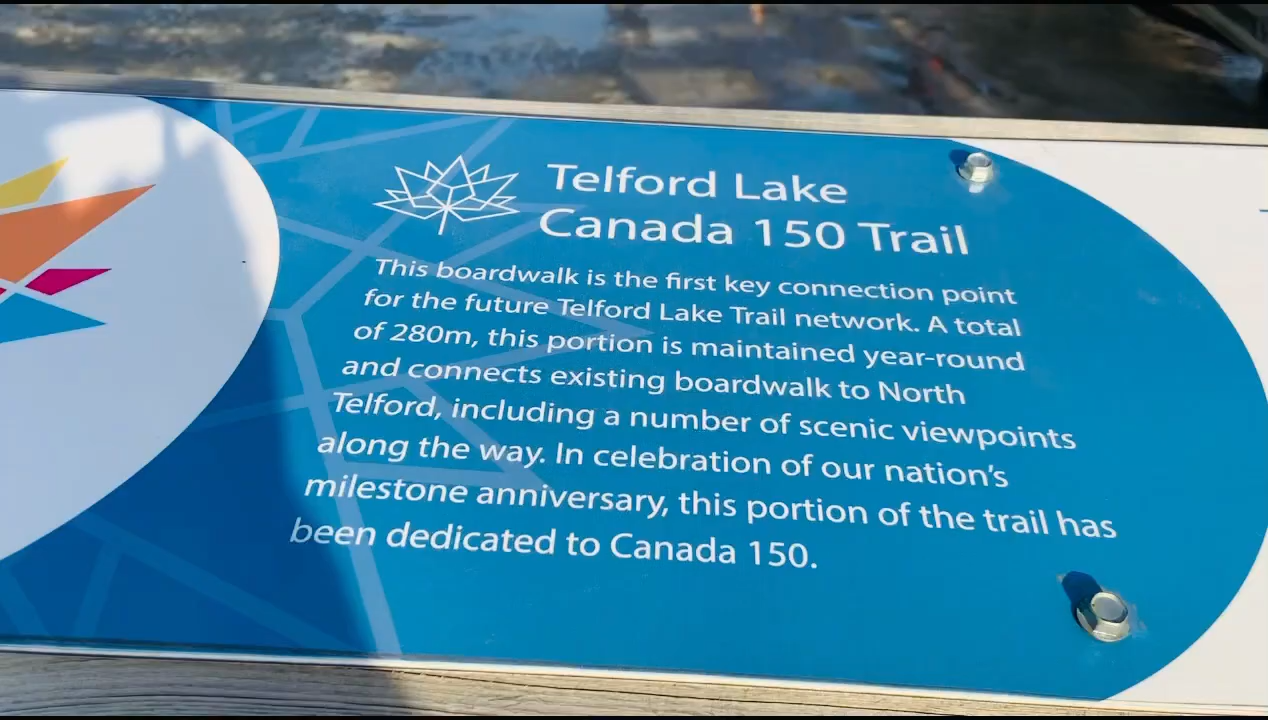 Telford Lake
Canada 150 Trail
This boardwalk is the first key connection point
for the future Telford Lake Trail network. A total
of 280m, this portion is maintained year-round
and connects existing boardwalk to North
Telford, including a number of scenic viewpoints
along the way. In celebration of our nation's
milestone anniversary, this portion of the trail has
been dedicated to Canada 150.